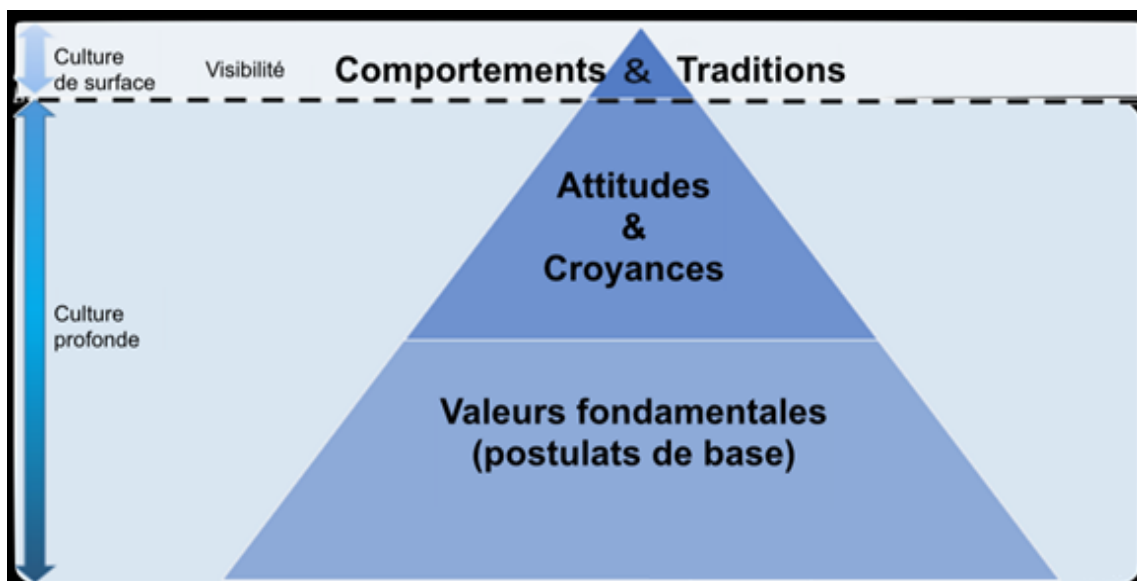 Culture
de surface
Visibilité
Comportements & Traditions
Attitudes
&
Croyances
Culture
profonde
Valeurs fondamentales
(postulats de base)